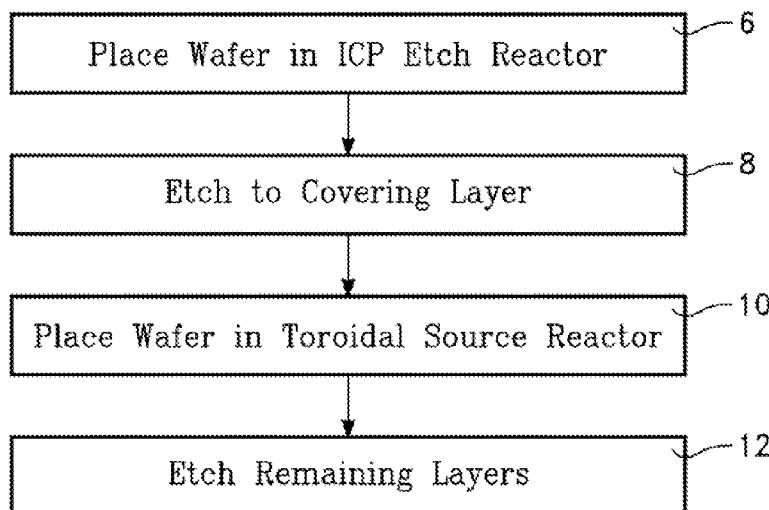 Place Wafer in ICP Etch Reactor
6
Etch to Covering Layer
8
Place Wafer in Toroidal Source Reactor
10
Etch Remaining Layers
12